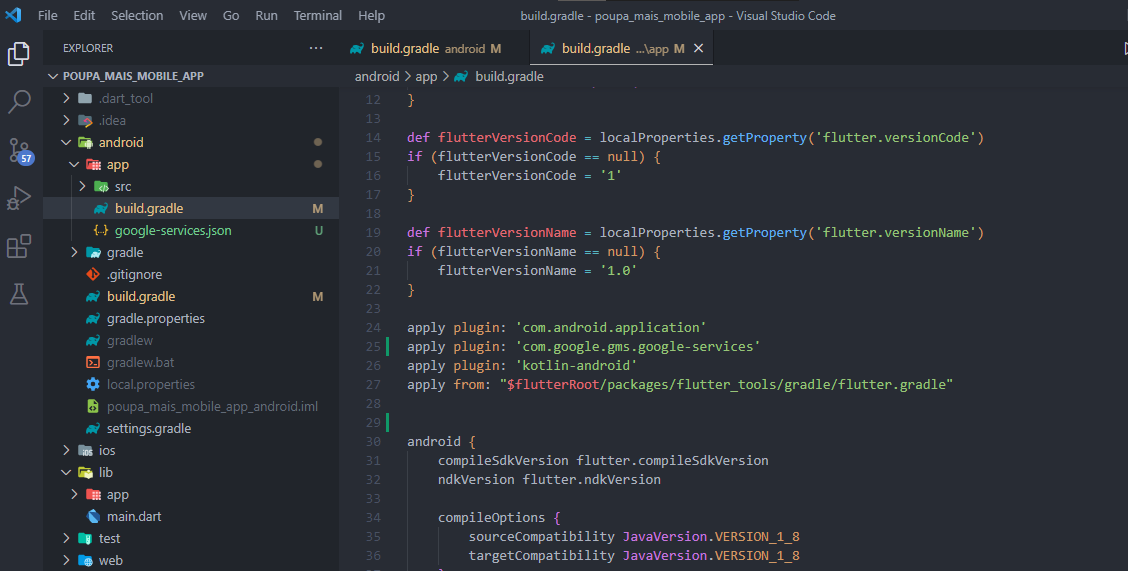 File Edit Selection View Go Run Terminal Help
build.gradle - poupa_mais_mobile_app - Visual Studio Code
EXPLORER
POUPA_MAIS_MOBILE_APP
.dart_tool
.idea
android
app
src
build.gradle M
google-services.json U
gradle
.gitignore
build.gradle M
gradle.properties
gradlew
gradlew.bat
local.properties
poupa_mais_mobile_app_android.iml
settings.gradle
ios
lib
app
main.dart
test
web
57
build.gradle android M
build.gradle ...\app M
android > app > build.gradle
12 }
13
14 def flutterVersionCode = localProperties.getProperty('flutter.versionCode')
15 if (flutterVersionCode == null) {
16     flutterVersionCode = '1'
17 }
18
19 def flutterVersionName = localProperties.getProperty('flutter.versionName')
20 if (flutterVersionName == null) {
21     flutterVersionName = '1.0'
22 }
23
24 apply plugin: 'com.android.application'
25 apply plugin: 'com.google.gms.google-services'
26 apply plugin: 'kotlin-android'
27 apply from: "$flutterRoot/packages/flutter_tools/gradle/flutter.gradle"
28
29
30 android {
31     compileSdkVersion flutter.compileSdkVersion
32     ndkVersion flutter.ndkVersion
33
34     compileOptions {
35         sourceCompatibility JavaVersion.VERSION_1_8
36         targetCompatibility JavaVersion.VERSION_1_8